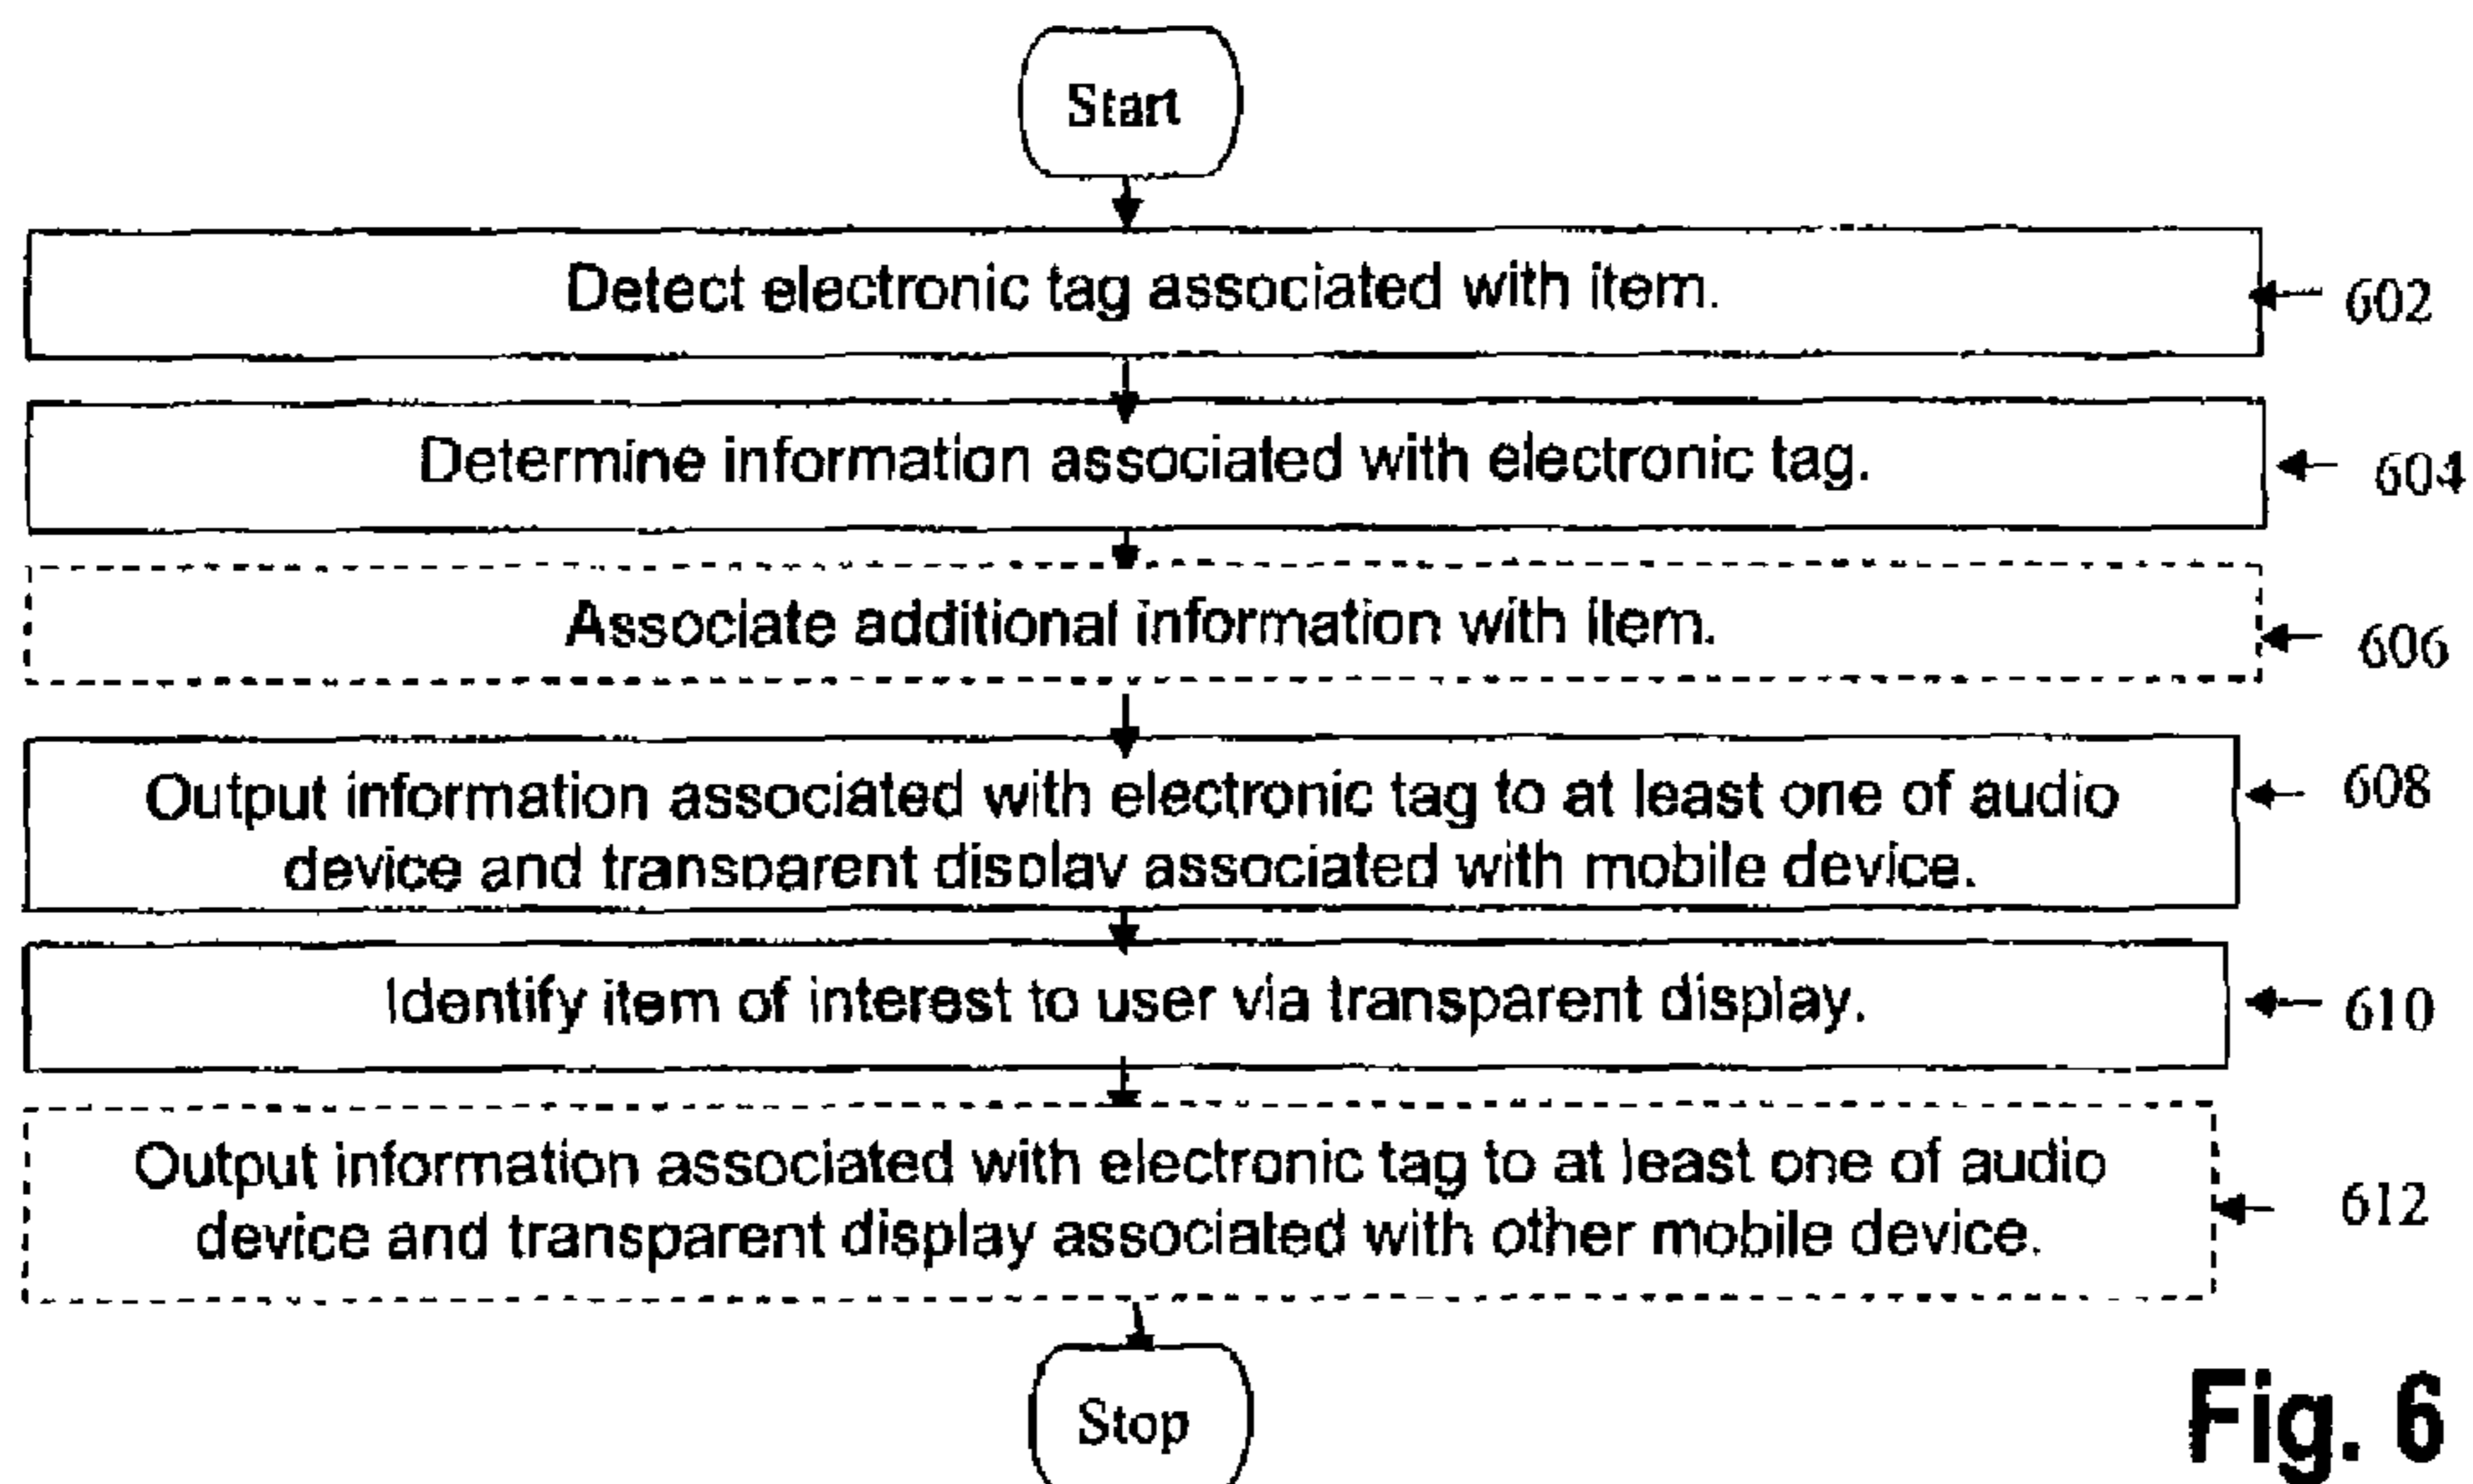 Start
Detect electronic tag associated with item.
602
Determine information associated with electronic tag.
604
Associate additional information with item.
606
Output information associated with electronic tag to at least one of audio
device and transparent display associated with mobile device.
608
Identify item of interest to user via transparent display.
610
Output information associated with electronic tag to at least one of audio
device and transparent display associated with other mobile device.
612
Stop
Fig. 6